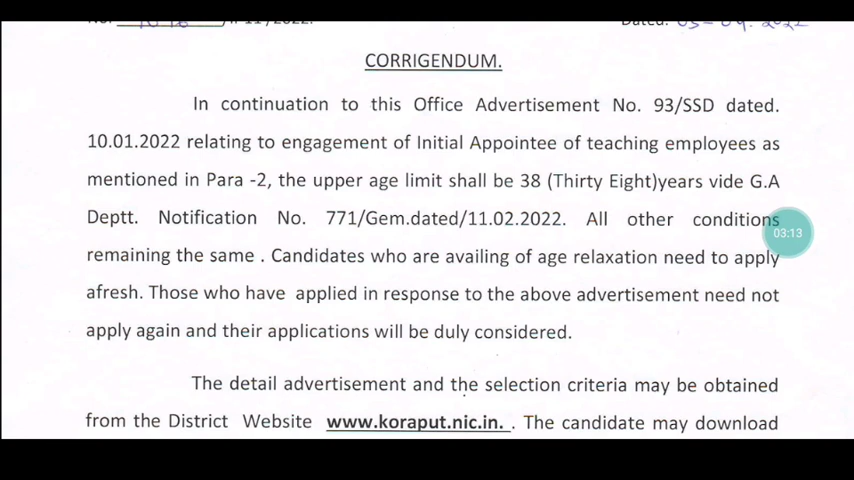 CORRIGENDUM.
In continuation to this Office Advertisement No. 93/SSD dated.
10.01.2022 relating to engagement of Initial Appointee of teaching employees as
mentioned in Para -2, the upper age limit shall be 38 (Thirty Eight)years vide G.A
Deptt. Notification No. 771/Gem.dated/11.02.2022. All other conditions
03:13
remaining the same . Candidates who are availing of age relaxation need to apply
afresh. Those who have applied in response to the above advertisement need not
apply again and their applications will be duly considered.
The detail advertisement and the selection criteria may be obtained
from the District Website www.koraput.nic.in. . The candidate may download